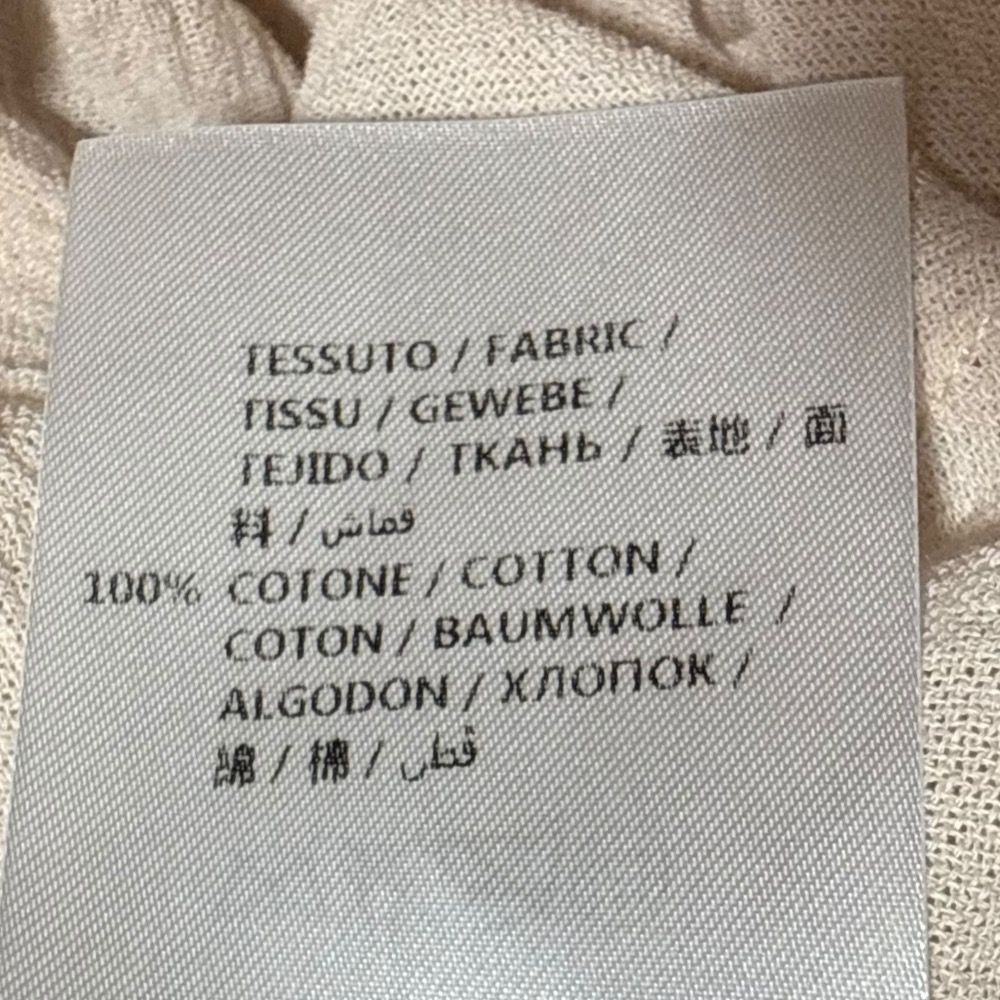 TESSUTO / FABRIC /
TISSU / GEWEBE /
TEJIDO / ТКАНЬ / 表地 / 面
料 / قماش
100% COTONE / COTTON /
COTON / BAUMWOLLE /
ALGODON / ХЛОПОК /
綿 / 棉 / قطن